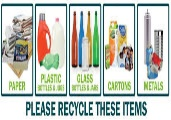 PAPER
PLASTIC
BOTTLES & JARS
GLASS
BOTTLES & JARS
CARTONS
METALS
PLEASE RECYCLE THESE ITEMS